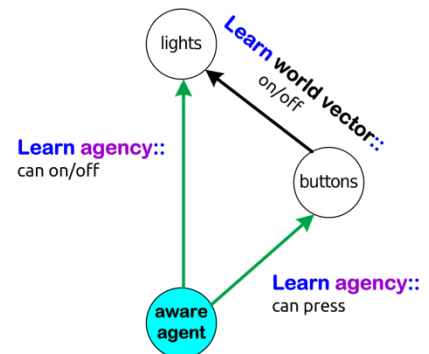 lights
Learn world vector::
on/off
Learn agency::
can on/off
buttons
Learn agency::
can press
aware
agent